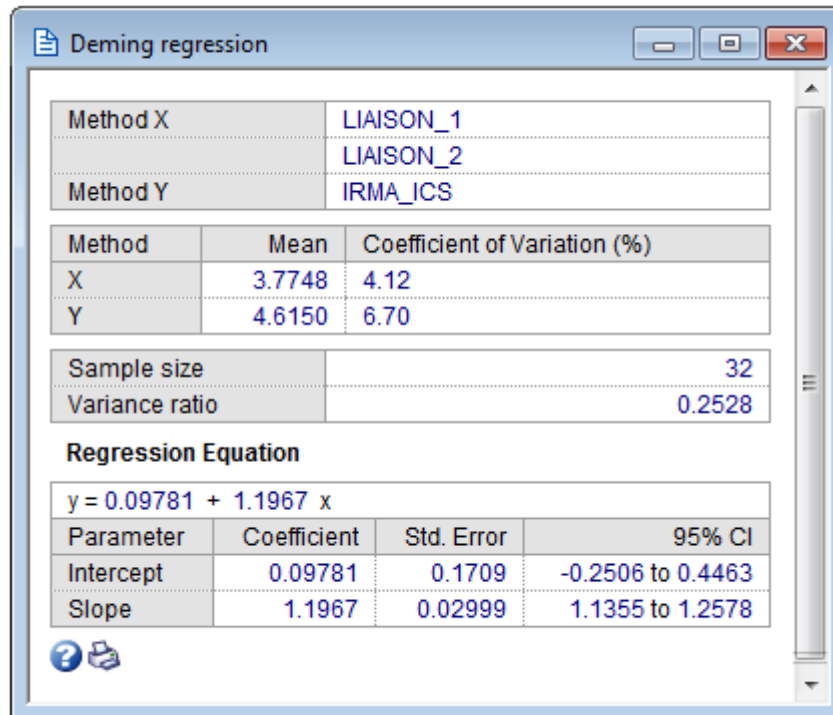 Deming regression
Method X LIAISON_1
LIAISON_2
Method Y IRMA_ICS
Method Mean Coefficient of Variation (%)
X 3.7748 4.12
Y 4.6150 6.70
Sample size 32
Variance ratio 0.2528
Regression Equation
y = 0.09781 + 1.1967 x
Parameter Coefficient Std. Error 95% CI
Intercept 0.09781 0.1709 -0.2506 to 0.4463
Slope 1.1967 0.02999 1.1355 to 1.2578
?